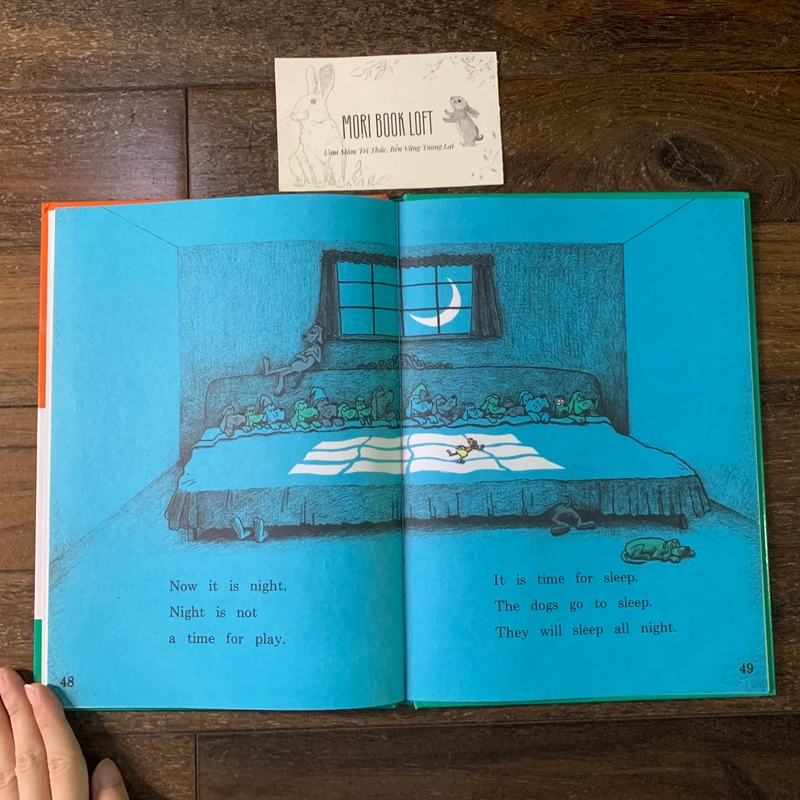 MORI BOOK LOFT
Ươm Mầm Tri Thức, Bền Vững Tương Lai
Now it is night.
Night is not
a time for play.
48
It is time for sleep.
The dogs go to sleep.
They will sleep all night.
49